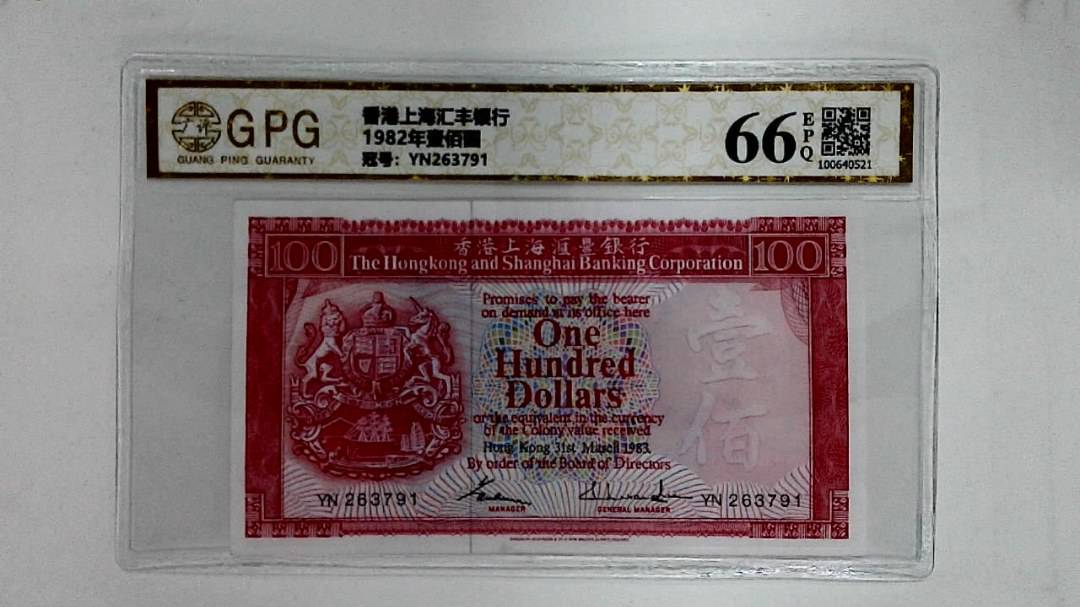 GPG
GUANG PING GUARANTY
香港上海汇丰银行
1982年壹佰圆
冠号：YN263791
66
EPQ
100640521
100
香港上海滙豐銀行
100
The Hongkong and Shanghai Banking Corporation
Promises to pay the bearer
on demand at its office here
One
Hundred
Dollars
or the equivalent in the currency
of the Colony value received
Hong Kong 31st March 1983
By order of the Board of Directors
壹佰
YN 263791
MANAGER
GENERAL MANAGER
YN 263791